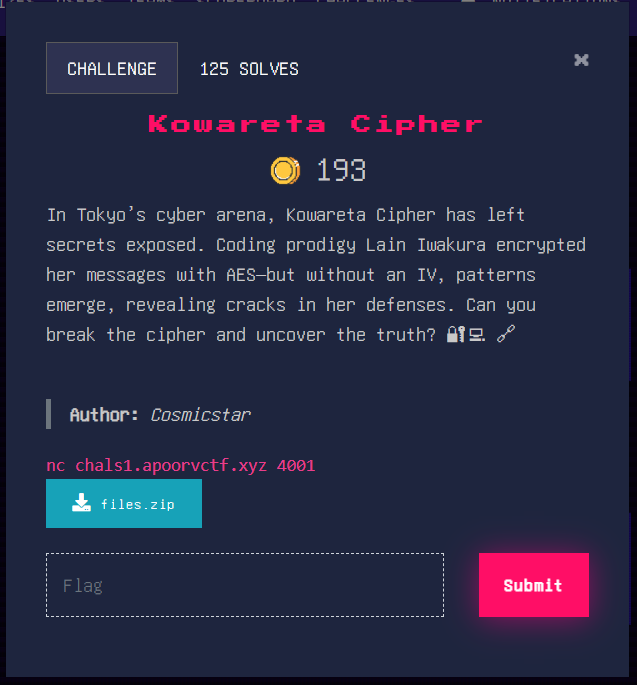 CHALLENGE
125 SOLVES
×
Kowareta Cipher
193
In Tokyo's cyber arena, Kowareta Cipher has left
secrets exposed. Coding prodigy Lain Iwakura encrypted
her messages with AES—but without an IV, patterns
emerge, revealing cracks in her defenses. Can you
break the cipher and uncover the truth? 🔐💻 🔗
Author: Cosmicstar
nc chals1.apoorvctf.xyz 4001
files.zip
Flag
Submit